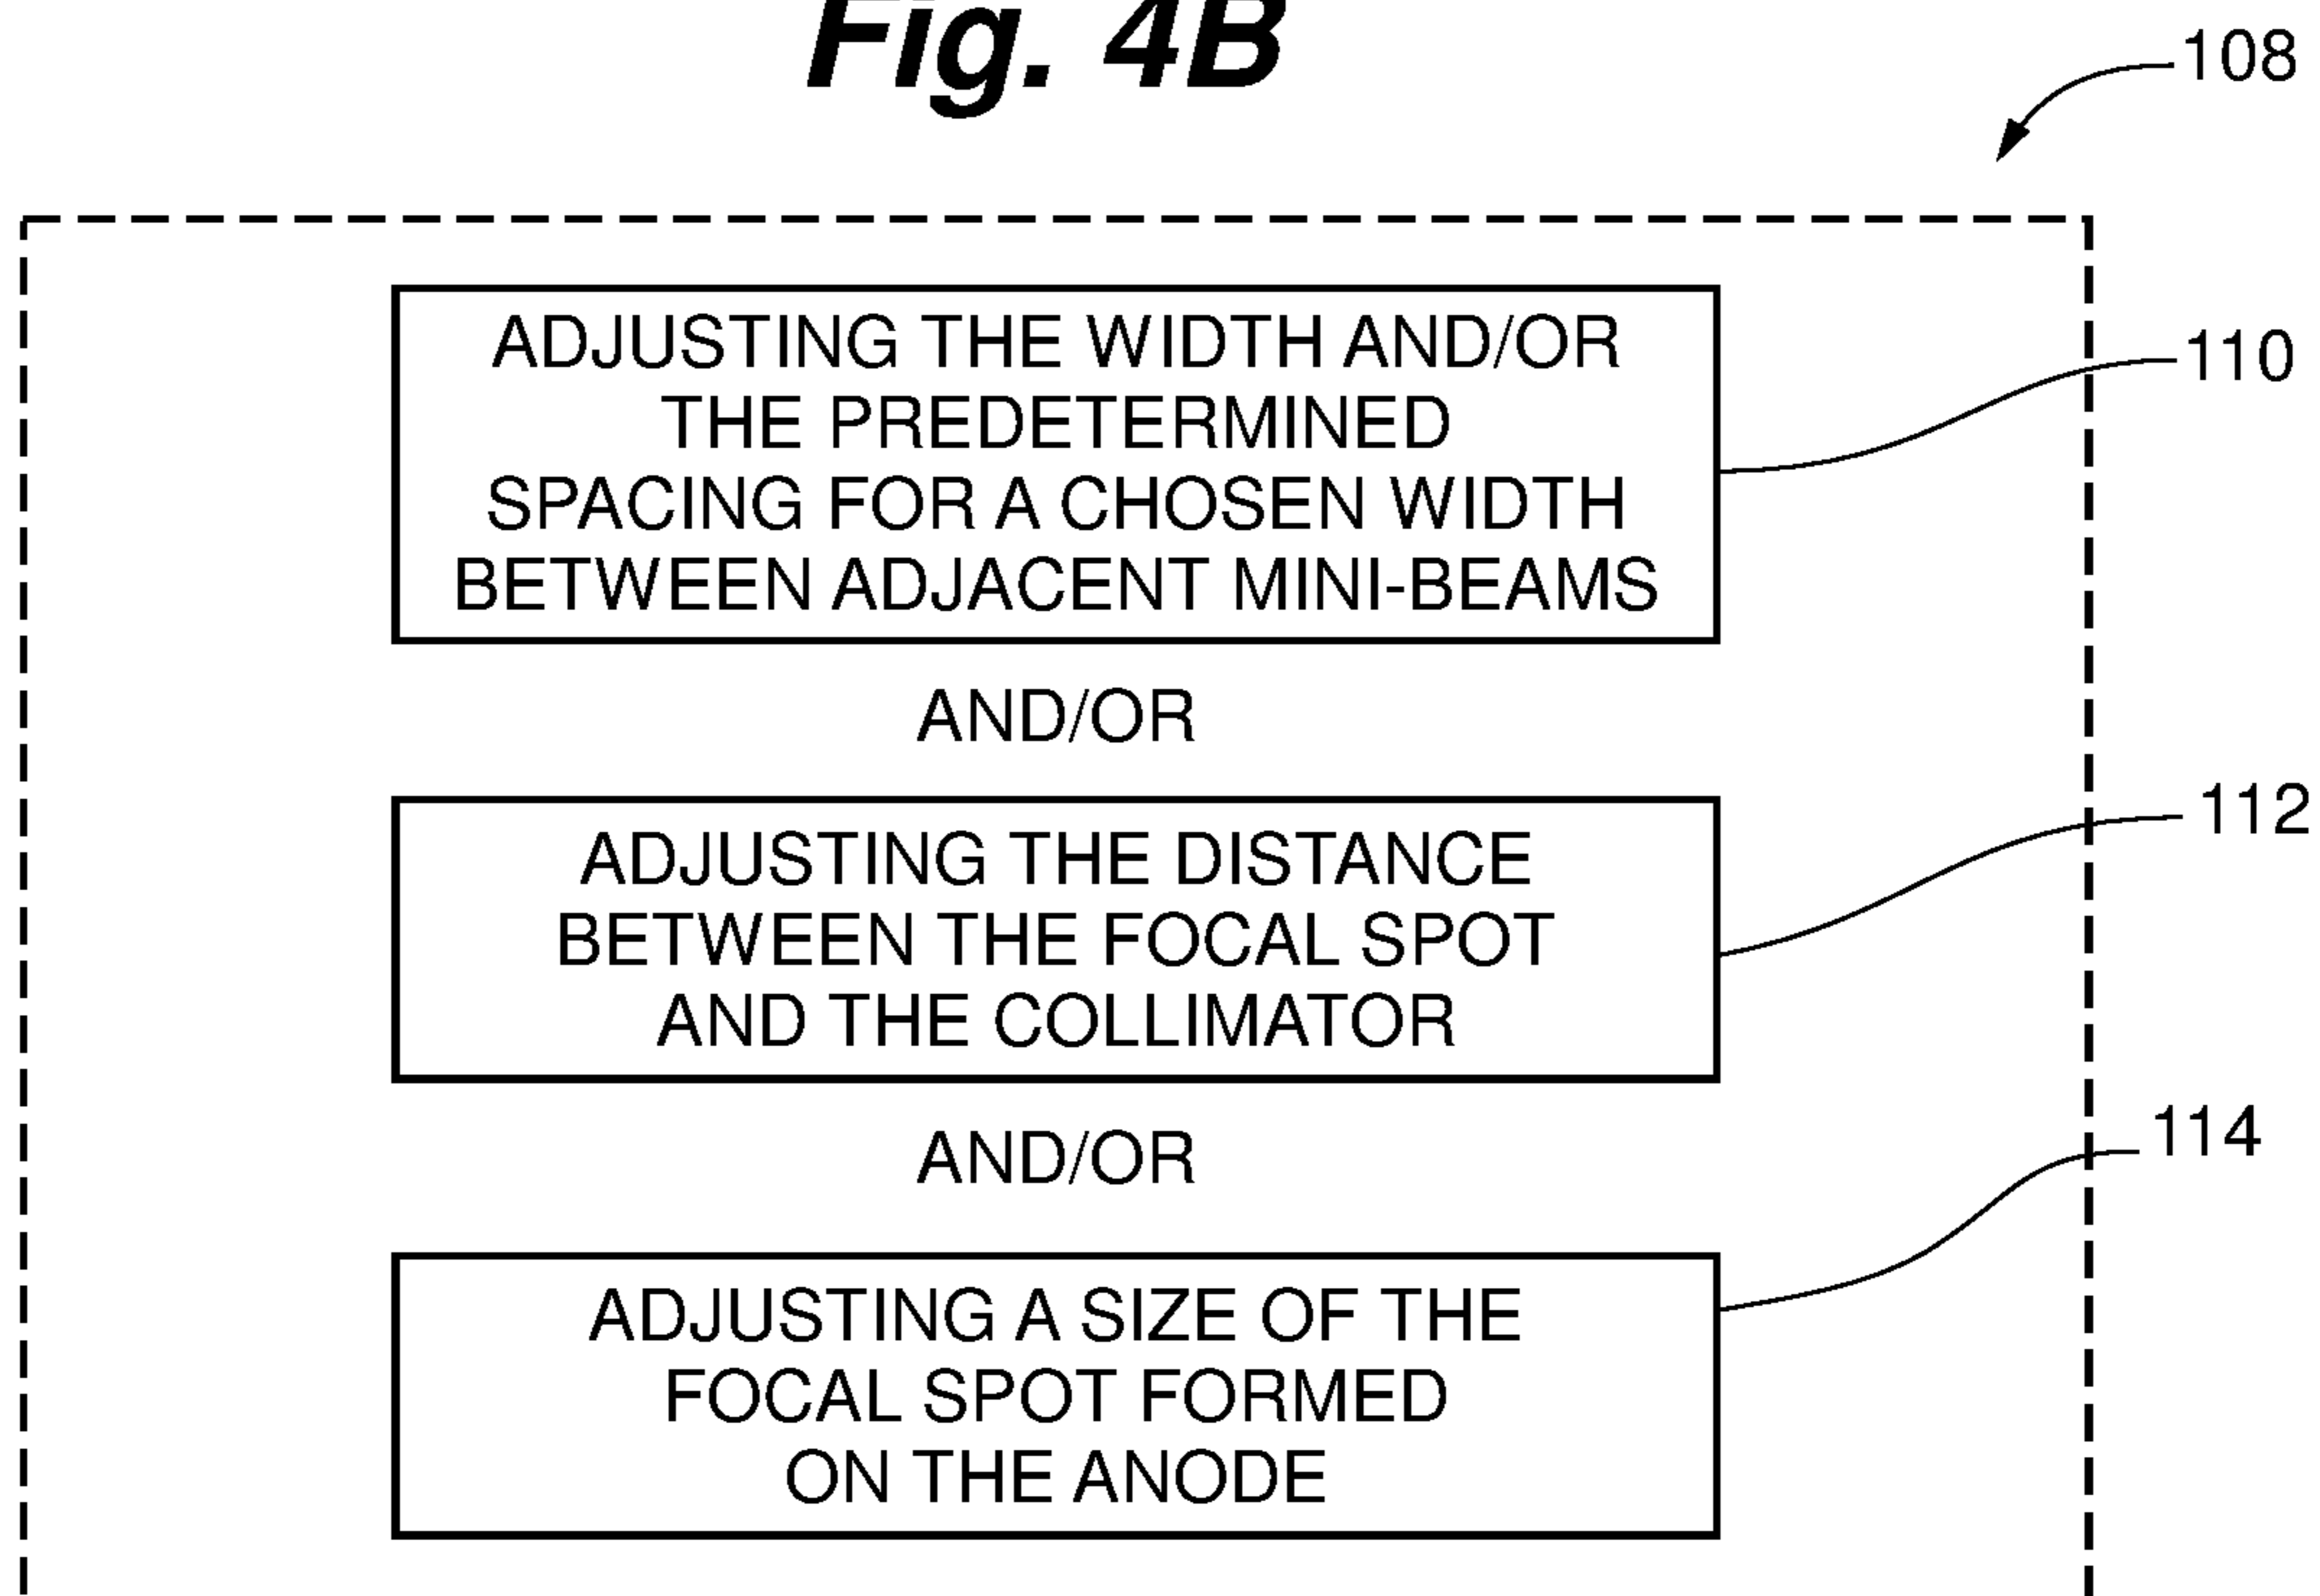 Fig. 4B
108
ADJUSTING THE WIDTH AND/OR
THE PREDETERMINED
SPACING FOR A CHOSEN WIDTH
BETWEEN ADJACENT MINI-BEAMS
110
AND/OR
ADJUSTING THE DISTANCE
BETWEEN THE FOCAL SPOT
AND THE COLLIMATOR
112
AND/OR
114
ADJUSTING A SIZE OF THE
FOCAL SPOT FORMED
ON THE ANODE